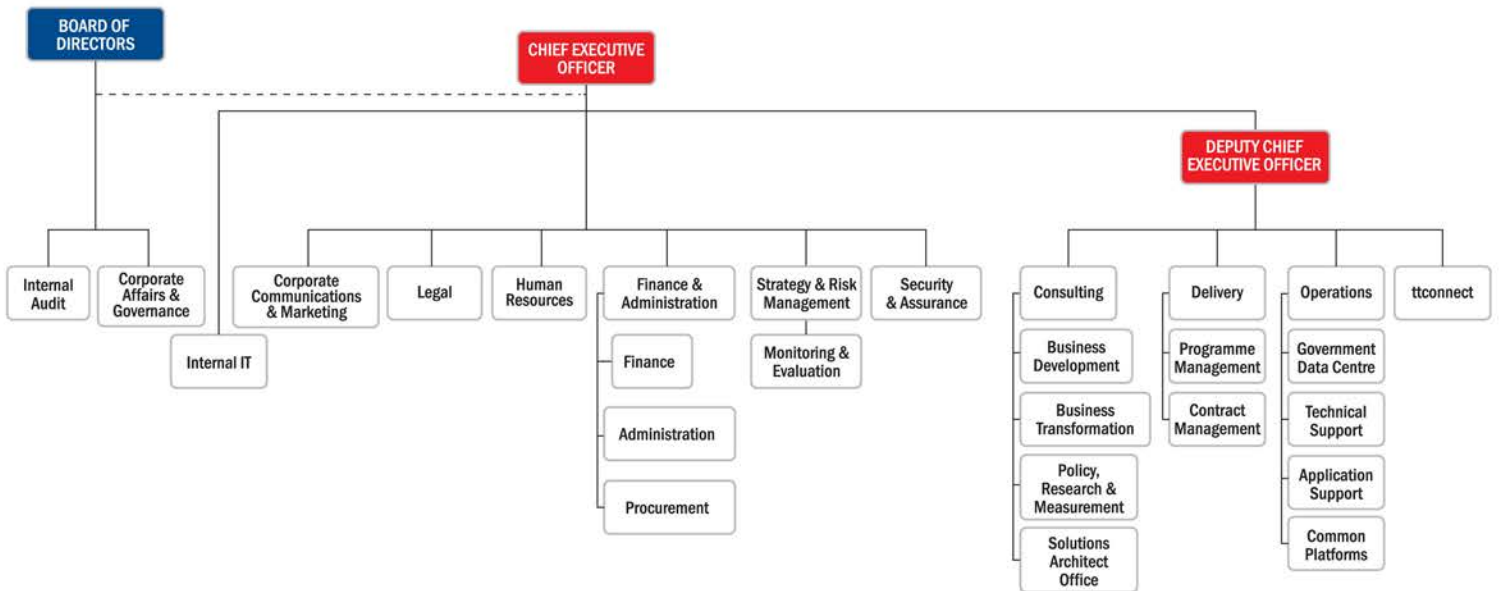 BOARD OF
DIRECTORS
CHIEF EXECUTIVE
OFFICER
DEPUTY CHIEF
EXECUTIVE OFFICER
Internal
Audit
Corporate
Affairs &
Governance
Internal IT
Corporate
Communications
& Marketing
Legal
Human
Resources
Finance &
Administration
Finance
Administration
Procurement
Strategy & Risk
Management
Monitoring &
Evaluation
Security
& Assurance
Consulting
Business
Development
Business
Transformation
Policy,
Research &
Measurement
Solutions
Architect
Office
Delivery
Programme
Management
Contract
Management
Operations
Government
Data Centre
Technical
Support
Application
Support
Common
Platforms
ttconnect